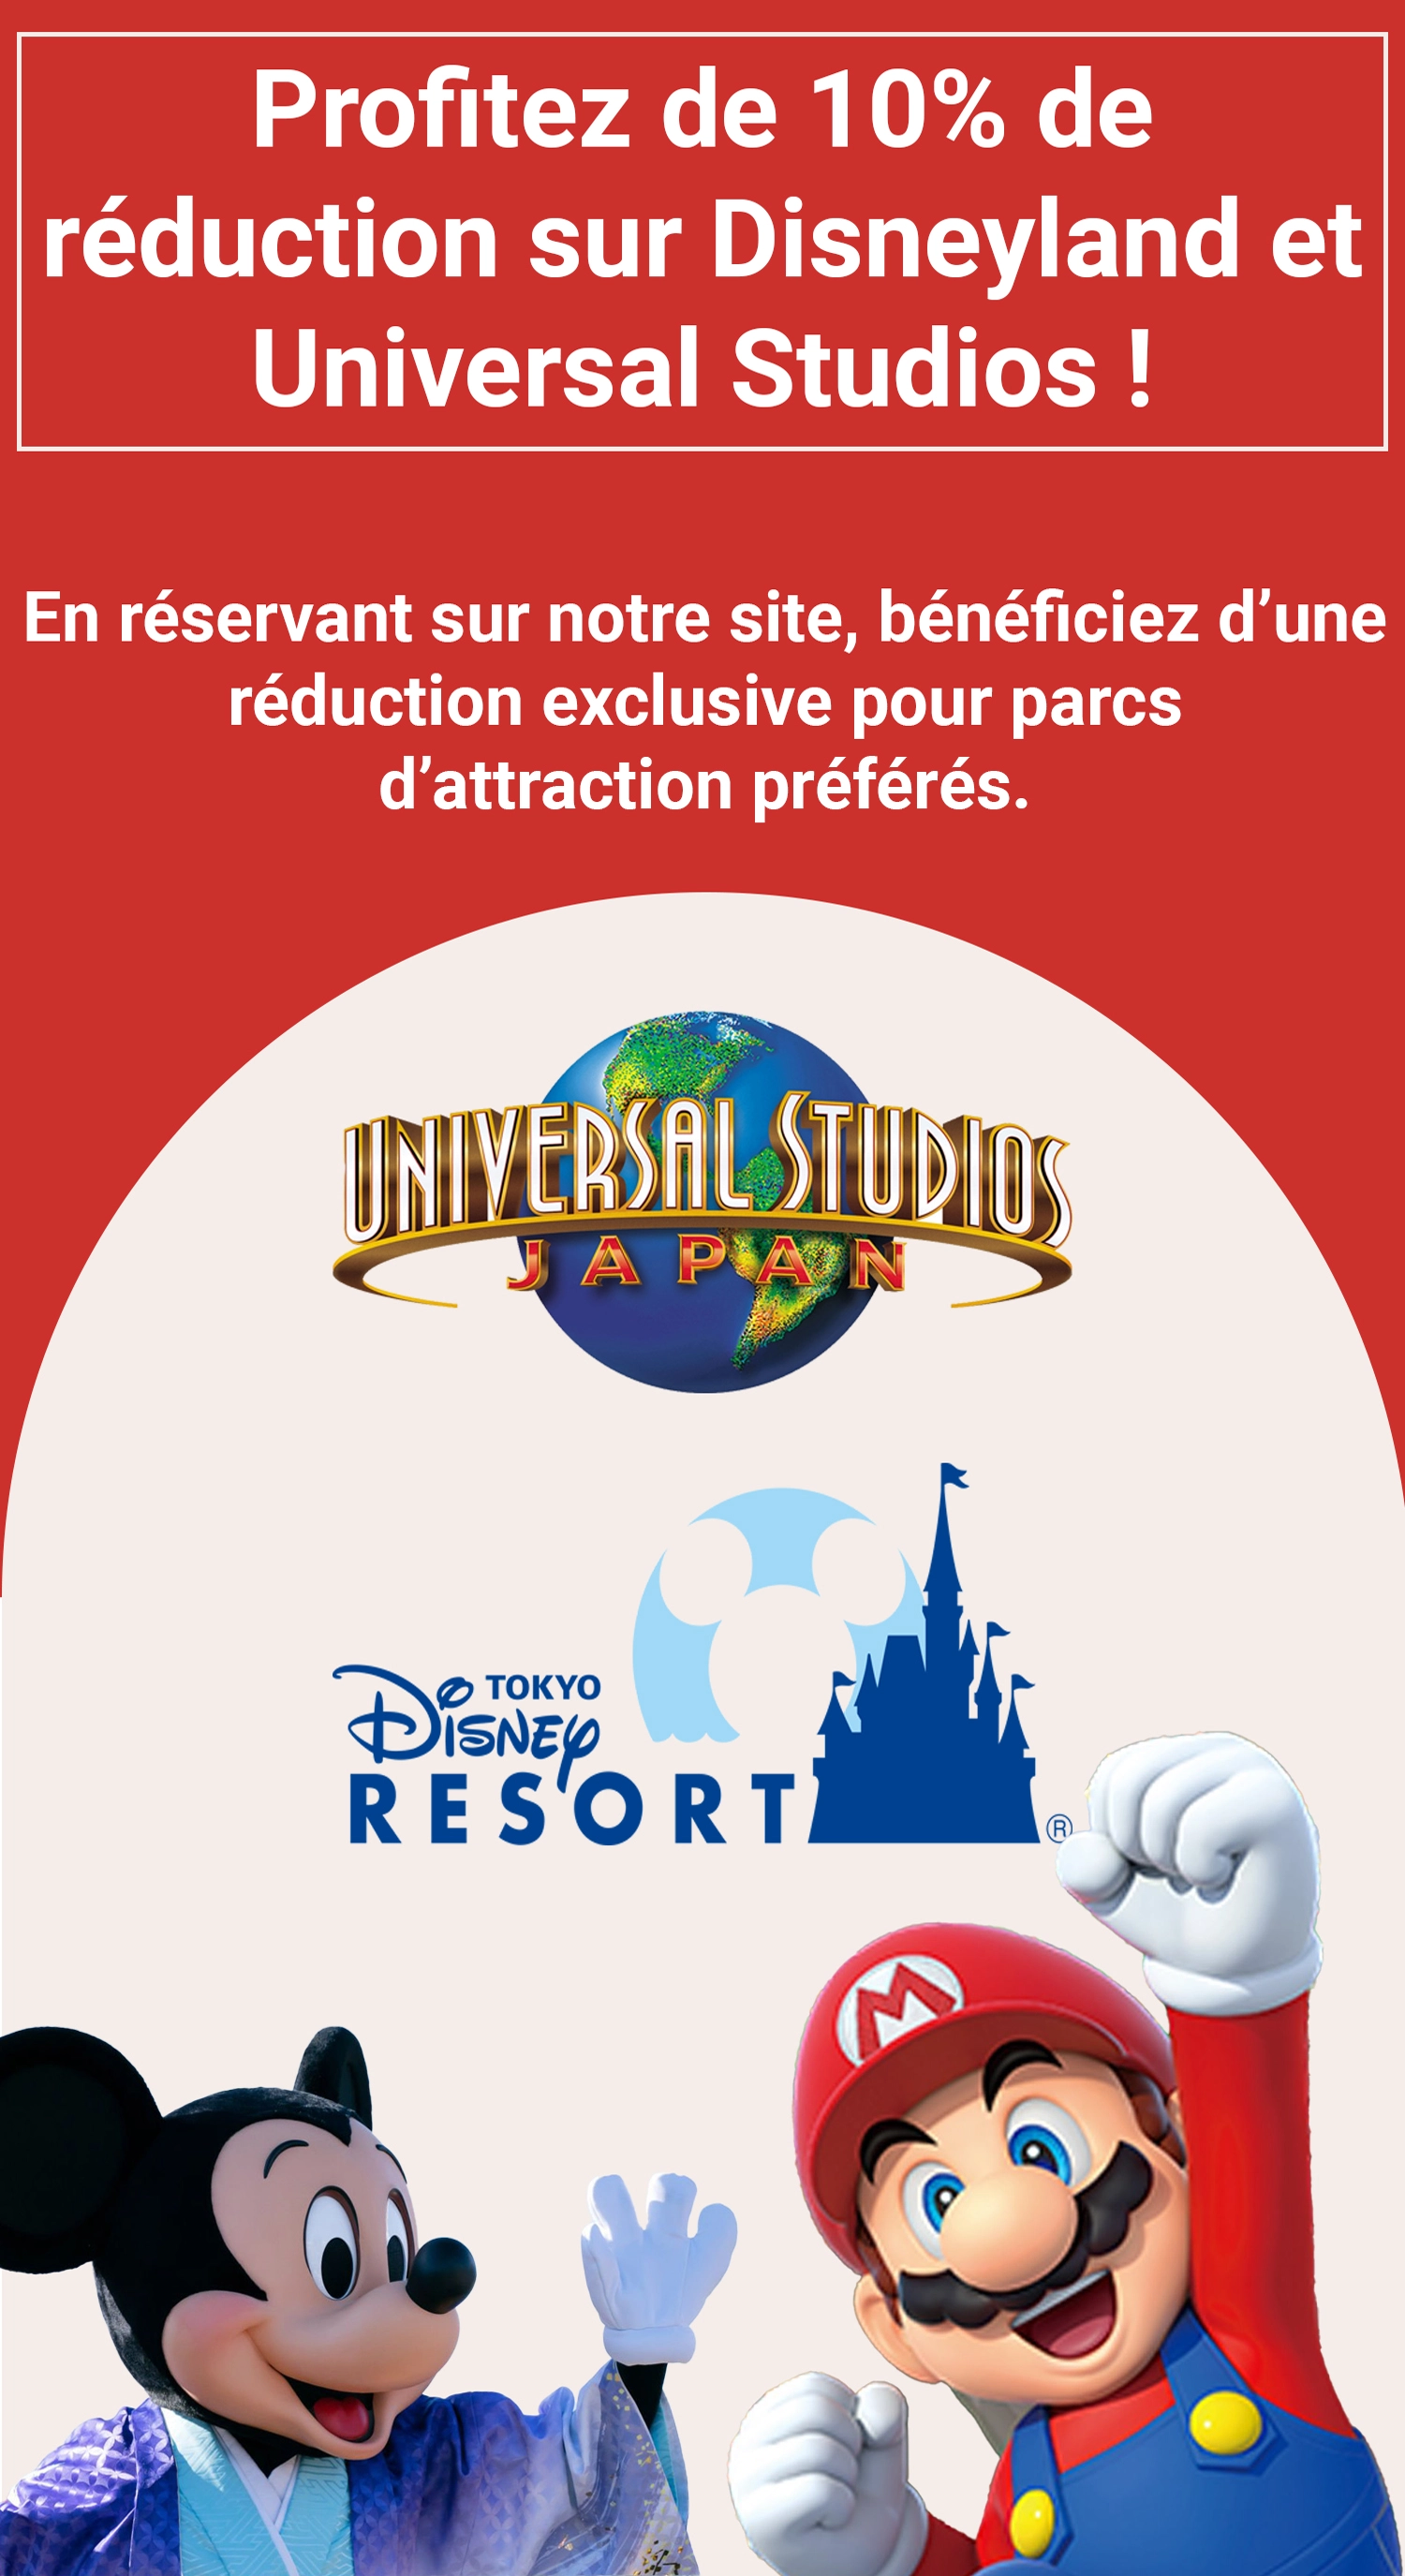 Profitez de 10% de
réduction sur Disneyland et
Universal Studios !
En réservant sur notre site, bénéficiez d’une
réduction exclusive pour parcs
d’attraction préférés.
UNIVERSAL STUDIOS
JAPAN
TOKYO
DISNEY
RESORT®
M